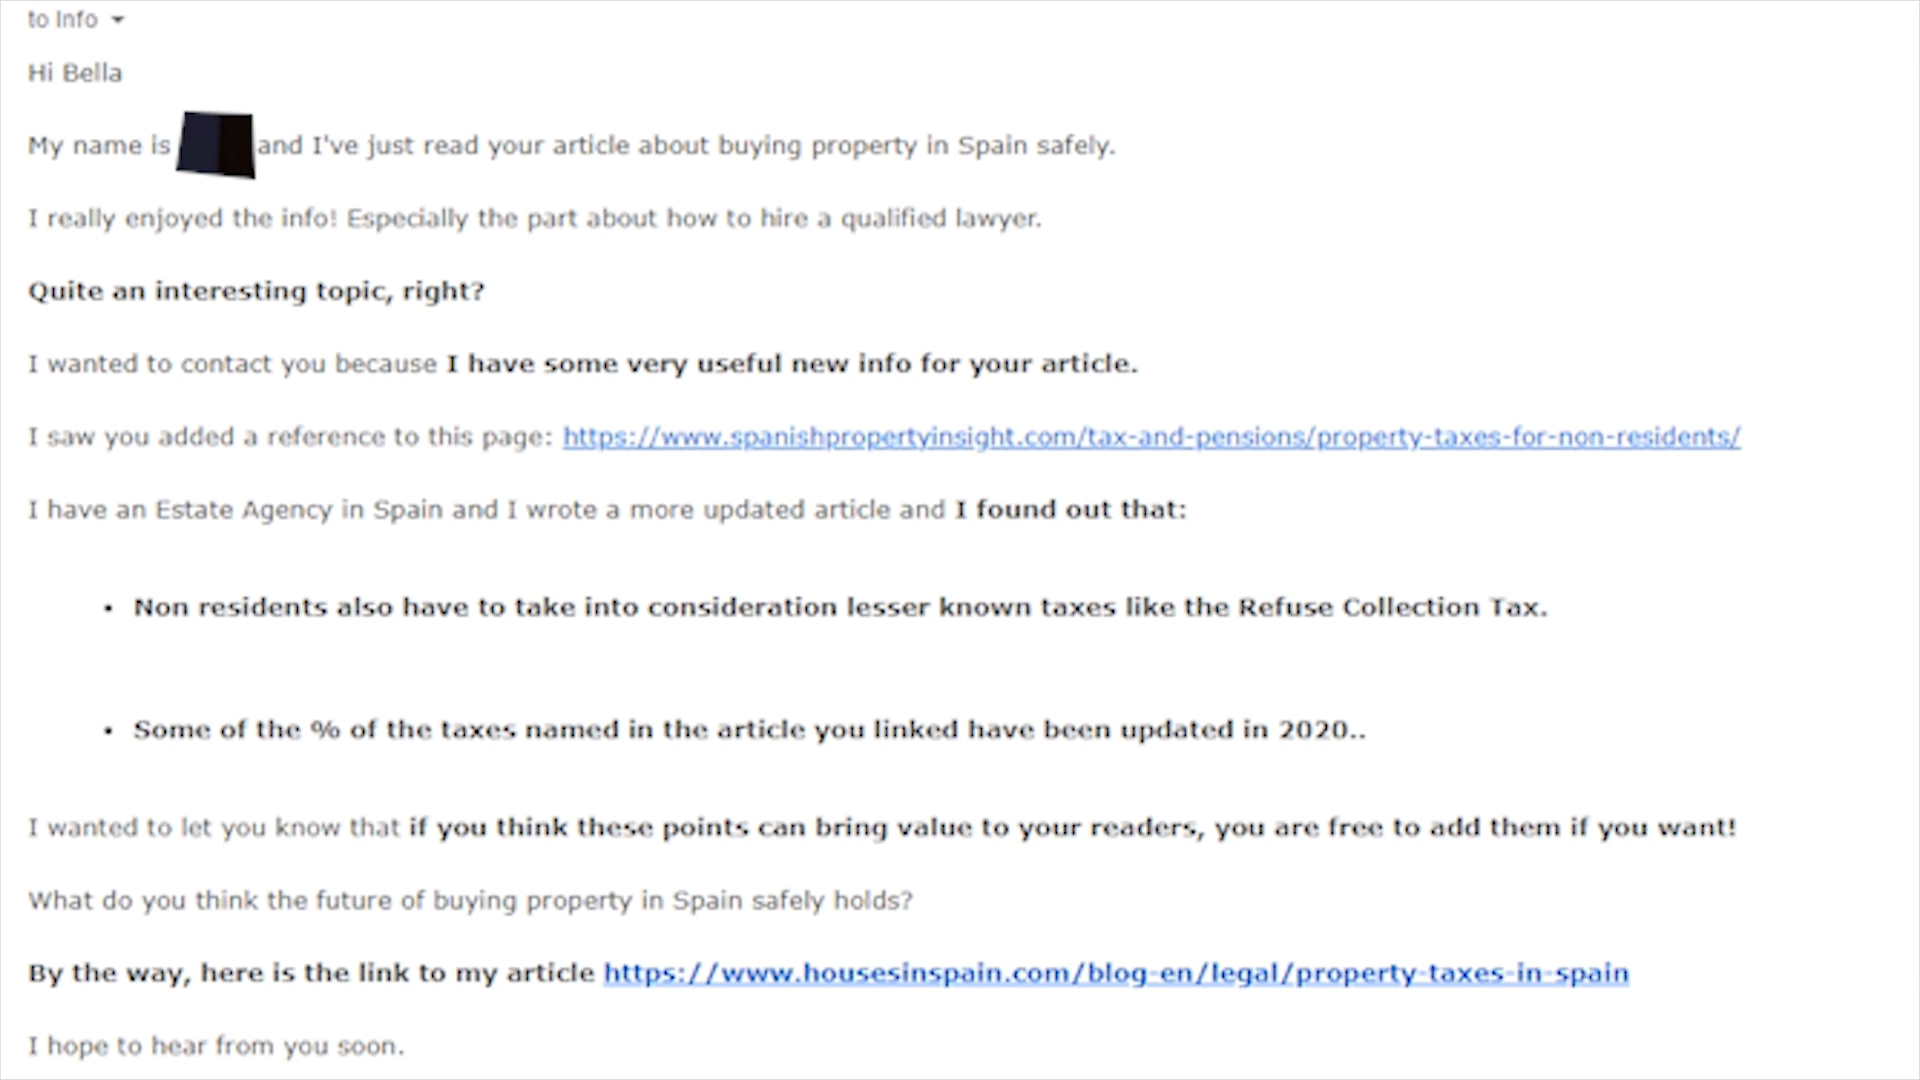 to Info
Hi Bella
My name is and I've just read your article about buying property in Spain safely.
I really enjoyed the info! Especially the part about how to hire a qualified lawyer.
Quite an interesting topic, right?
I wanted to contact you because I have some very useful new info for your article.
I saw you added a reference to this page: https://www.spanishpropertyinsight.com/tax-and-pensions/property-taxes-for-non-residents/
I have an Estate Agency in Spain and I wrote a more updated article and I found out that:
• Non residents also have to take into consideration lesser known taxes like the Refuse Collection Tax.
• Some of the % of the taxes named in the article you linked have been updated in 2020..
I wanted to let you know that if you think these points can bring value to your readers, you are free to add them if you want!
What do you think the future of buying property in Spain safely holds?
By the way, here is the link to my article https://www.housesinspain.com/blog-en/legal/property-taxes-in-spain
I hope to hear from you soon.